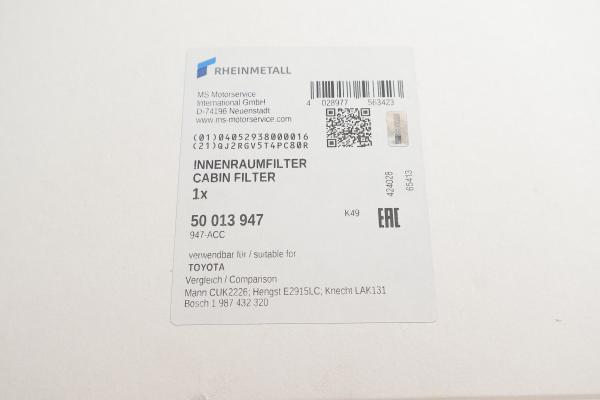 RHEINMETALL
MS Motorservice
International GmbH
D-74196 Neuenstadt
www.ms-motorservice.com
4 028977 563423
(01)04052938000016
(21)QJ2RGV5T4PC80R
INNENRAUMFILTER
CABIN FILTER
1x
424028
65413
50 013 947
K49
EAC
947-ACC
verwendbar für / suitable for
TOYOTA
Vergleich / Comparison
Mann CUK2226; Hengst E2915LC; Knecht LAK131
Bosch 1 987 432 320